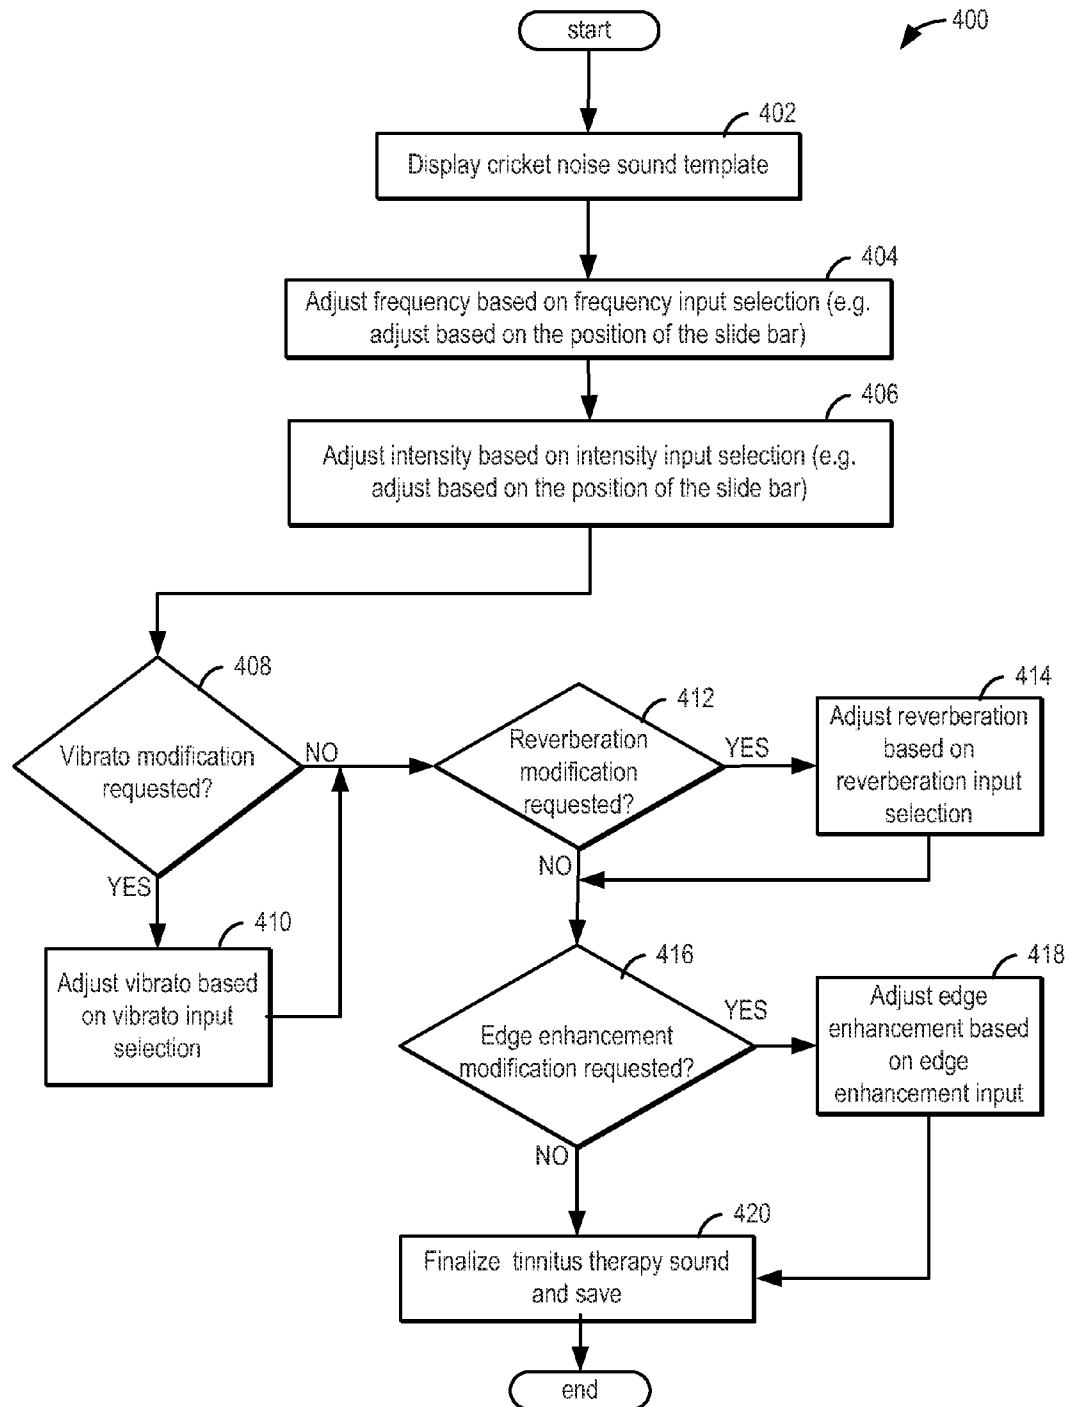 start
400
402
Display cricket noise sound template
404
Adjust frequency based on frequency input selection (e.g.
adjust based on the position of the slide bar)
406
Adjust intensity based on intensity input selection (e.g.
adjust based on the position of the slide bar)
408
Vibrato modification
requested?
NO
YES
410
Adjust vibrato based
on vibrato input
selection
412
Reverberation
modification
requested?
YES
NO
414
Adjust reverberation
based on
reverberation input
selection
416
Edge enhancement
modification requested?
YES
NO
418
Adjust edge
enhancement based
on edge
enhancement input
420
Finalize tinnitus therapy sound
and save
end